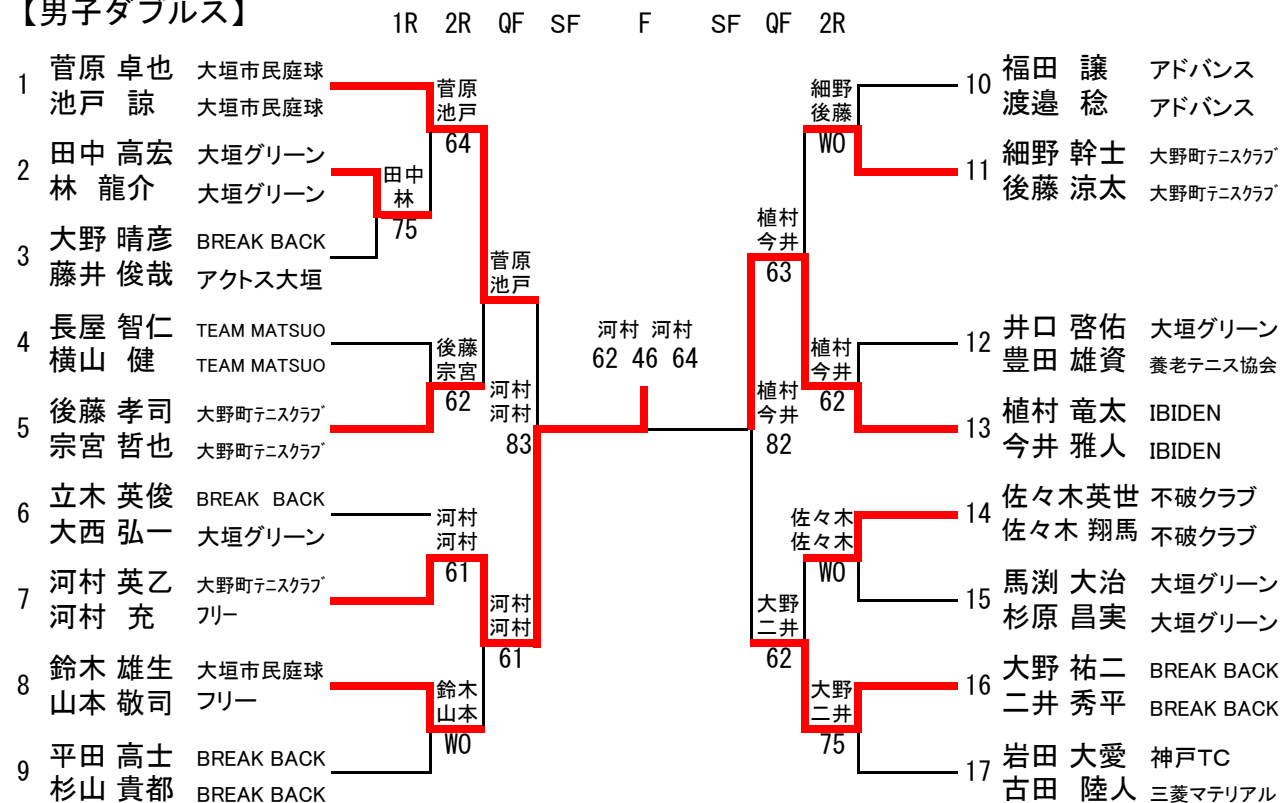 【男子ダブルス】
1R 2R QF SF F SF QF 2R
1 菅原 卓也 大垣市民庭球
池戸 諒 大垣市民庭球
2 田中 高宏 大垣グリーン
林 龍介 大垣グリーン
3 大野 晴彦 BREAK BACK
藤井 俊哉 アクトス大垣
4 長屋 智仁 TEAM MATSUO
横山 健 TEAM MATSUO
5 後藤 孝司 大野町テニスクラブ
宗宮 哲也 大野町テニスクラブ
6 立木 英俊 BREAK BACK
大西 弘一 大垣グリーン
7 河村 英乙 大野町テニスクラブ
河村 充 フリー
8 鈴木 雄生 大垣市民庭球
山本 敬司 フリー
9 平田 高士 BREAK BACK
杉山 貴都 BREAK BACK
田中
林
75
菅原
池戸
64
後藤
宗宮
62
河村
河村
61
鈴木
山本
WO
菅原
池戸
河村
河村
61
河村
河村
83
河村 河村
62 46 64
植村
今井
82
植村
今井
63
大野
二井
62
細野
後藤
WO
植村
今井
62
佐々木
佐々木
WO
大野
二井
75
10 福田 譲 アドバンス
渡邉 稔 アドバンス
11 細野 幹士 大野町テニスクラブ
後藤 涼太 大野町テニスクラブ
12 井口 啓佑 大垣グリーン
豊田 雄資 養老テニス協会
13 植村 竜太 IBIDEN
今井 雅人 IBIDEN
14 佐々木英世 不破クラブ
佐々木 翔馬 不破クラブ
15 馬渕 大治 大垣グリーン
杉原 昌実 大垣グリーン
16 大野 祐二 BREAK BACK
二井 秀平 BREAK BACK
17 岩田 大愛 神戸TC
古田 陸人 三菱マテリアル